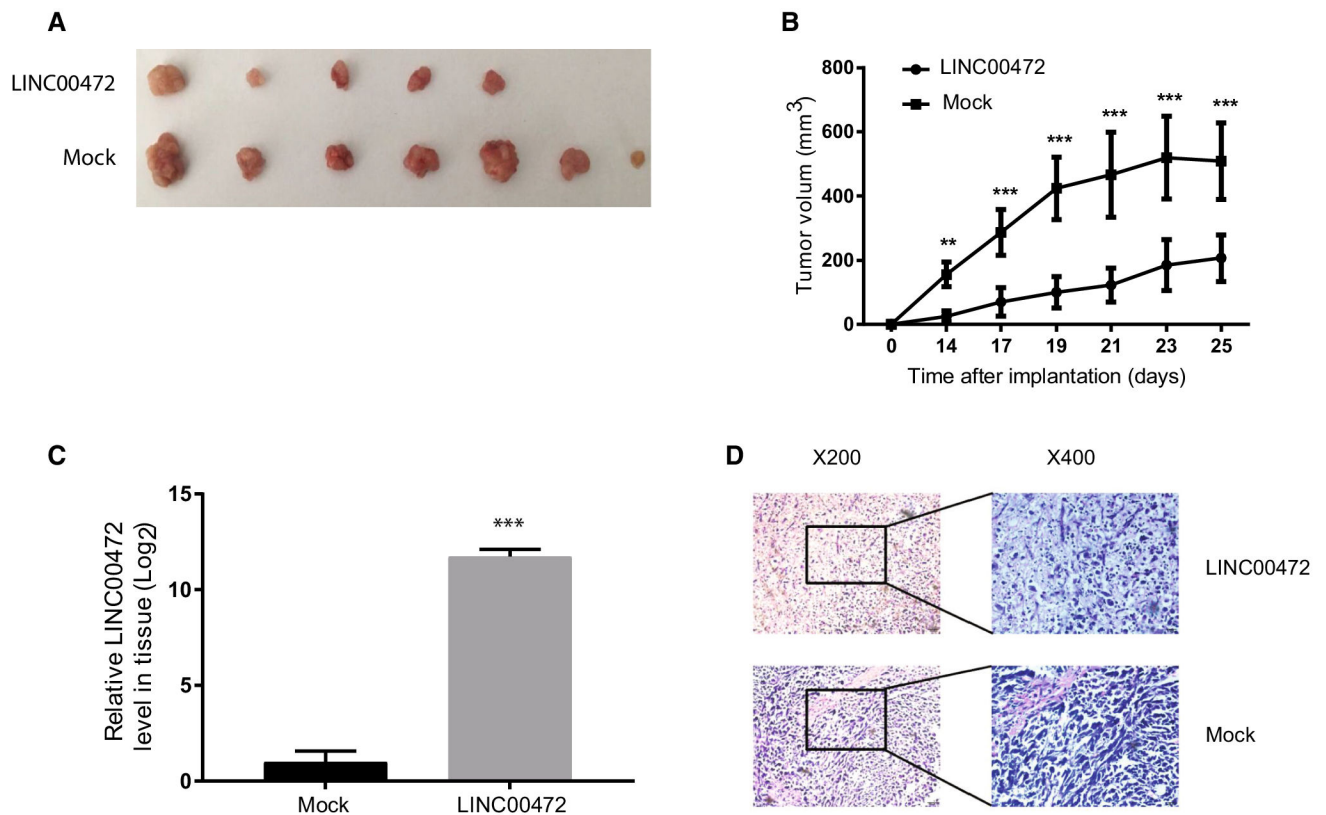 A
LINC00472
Mock
B
LINC00472
Mock
Tumor volum (mm3)
800
600
400
200
0
**
***
***
***
***
***
0 14 17 19 21 23 25
Time after implantation (days)
C
Relative LINC00472
level in tissue (Log2)
15
10
5
0
***
Mock LINC00472
D
X200 X400
LINC00472
Mock